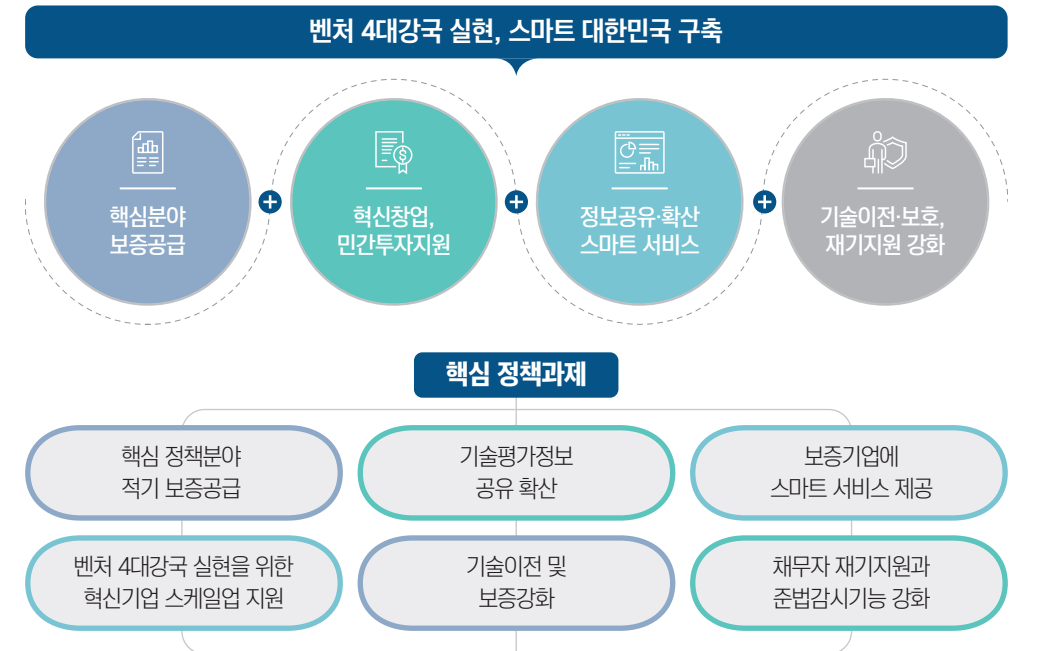 벤처 4대강국 실현, 스마트 대한민국 구축
핵심분야
보증공급
혁신창업,
민간투자지원
정보공유·확산
스마트 서비스
기술이전·보호,
재기지원 강화
핵심 정책과제
핵심 정책분야
적기 보증공급
기술평가정보
공유 확산
보증기업에
스마트 서비스 제공
벤처 4대강국 실현을 위한
혁신기업 스케일업 지원
기술이전 및
보증강화
채무자 재기지원과
준법감시기능 강화